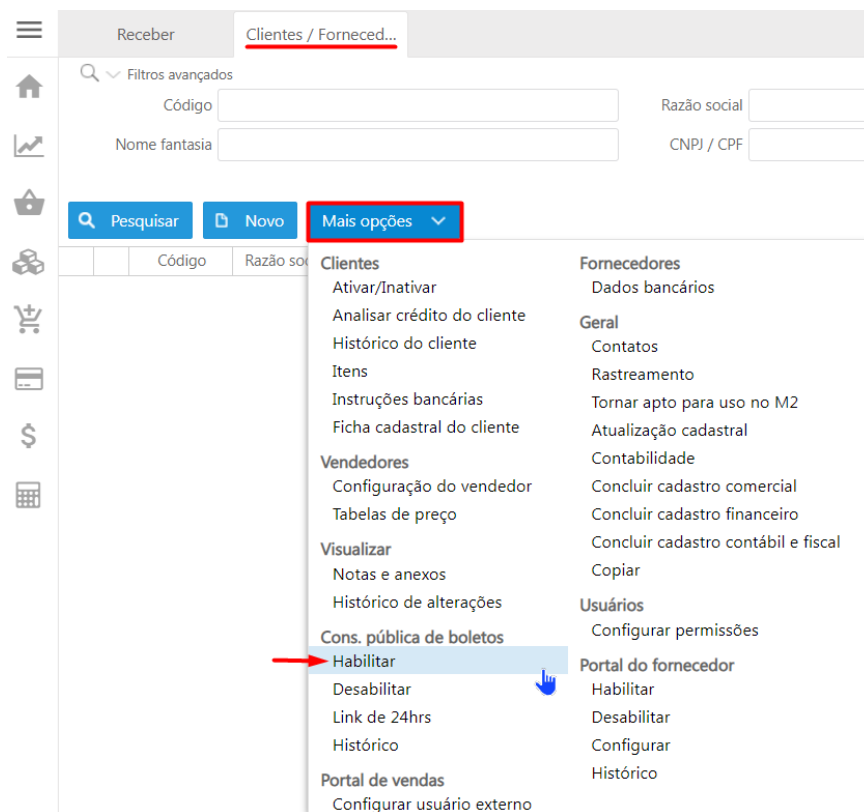 Receber
Clientes / Forneced...
Filtros avançados
Código
Razão social
Nome fantasia
CNPJ / CPF
Pesquisar
Novo
Mais opções
Código
Razão so
Clientes
Ativar/Inativar
Analisar crédito do cliente
Histórico do cliente
Itens
Instruções bancárias
Ficha cadastral do cliente
Vendedores
Configuração do vendedor
Tabelas de preço
Visualizar
Notas e anexos
Histórico de alterações
Cons. pública de boletos
Habilitar
Desabilitar
Link de 24hrs
Histórico
Portal de vendas
Configurar usuário externo
Fornecedores
Dados bancários
Geral
Contatos
Rastreamento
Tornar apto para uso no M2
Atualização cadastral
Contabilidade
Concluir cadastro comercial
Concluir cadastro financeiro
Concluir cadastro contábil e fiscal
Copiar
Usuários
Configurar permissões
Portal do fornecedor
Habilitar
Desabilitar
Configurar
Histórico